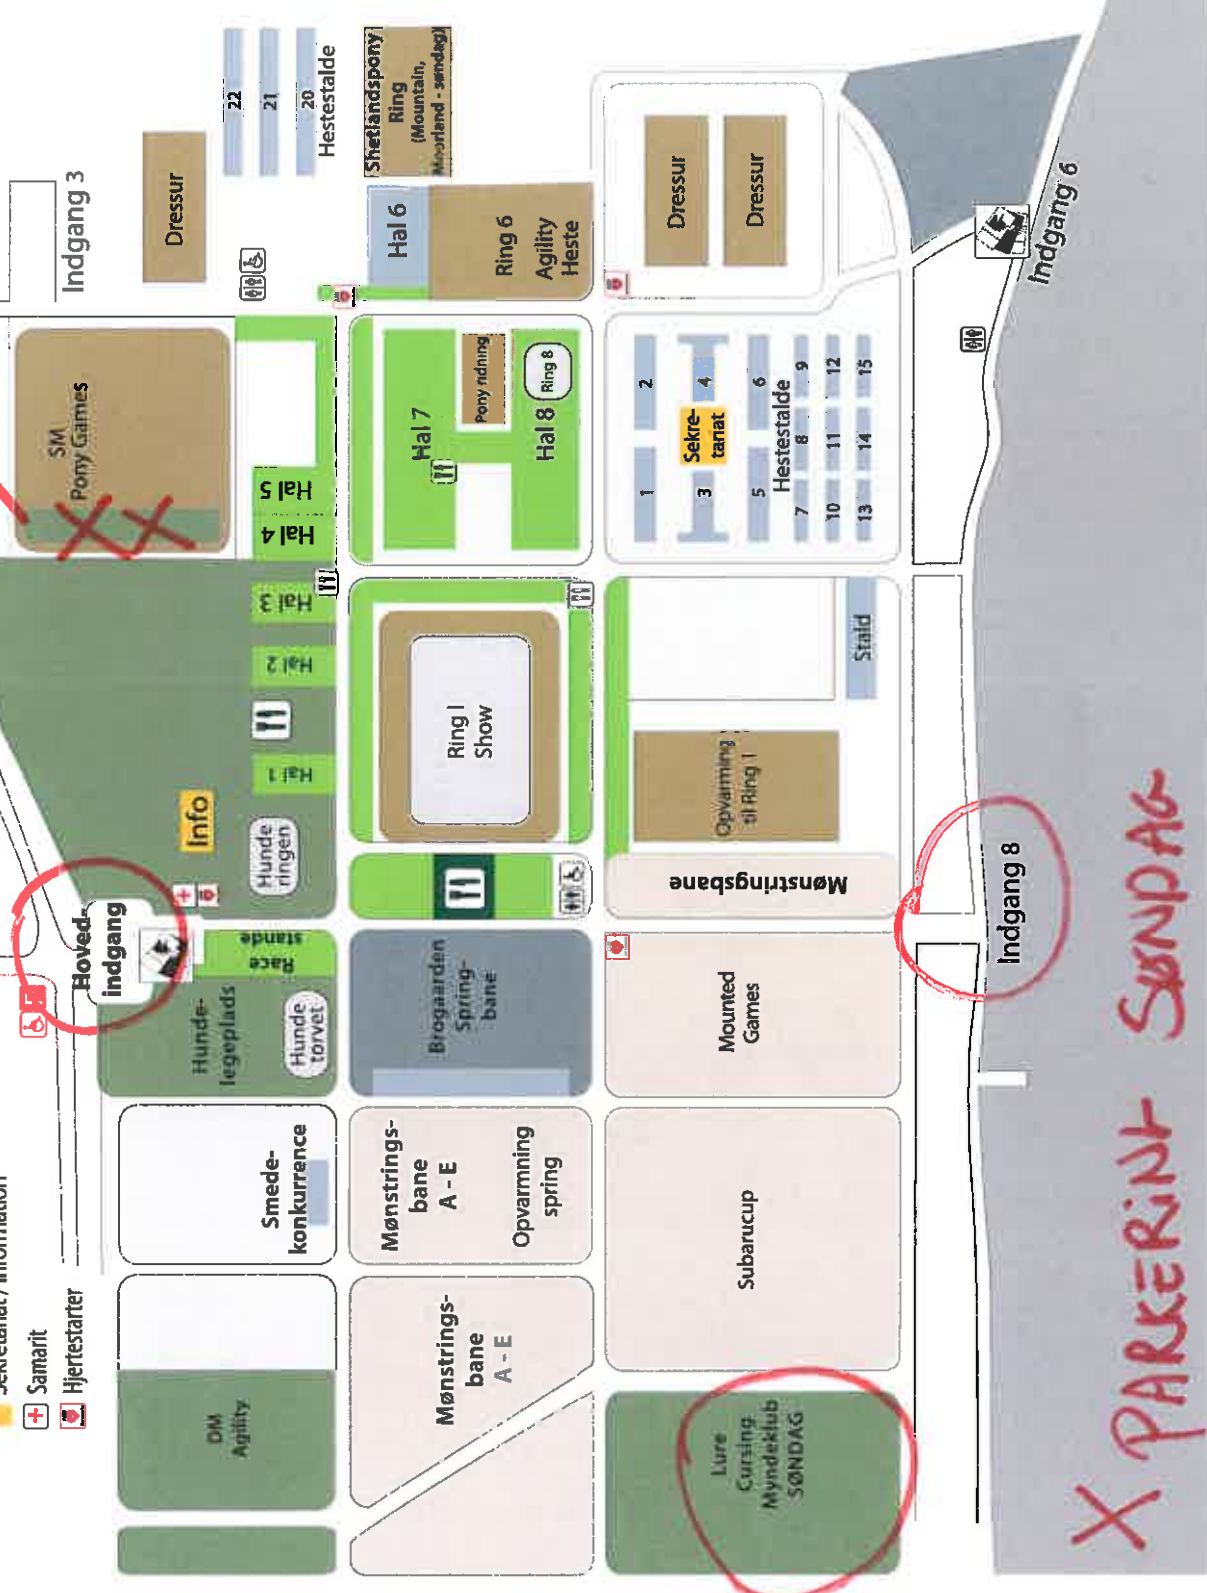 Indgang 3
22
21
20
Hestestalde
Dressur
Shetlandspony
Ring
(Mountain,
Moorland - søndag)
Hal 6
Ring 6
Agility
Heste
Dressur
Dressur
Indgang 6
SM
Pony Games
X X
Hal 5
Hal 4
Hal 3
Hal 2
Hal 1
Hal 7
Pony ridning
Hal 8
Ring 8
1
2
3
Sekre-
tariat
4
5
6
Hestestalde
7
8
9
10
11
12
13
14
15
Info
Hunde
ringen
Ring I
Show
Opvarmning
til Ring 1
Stald
Mønstringsbane
Hoved-
indgang
Race
stande
Hunde-
legeplads
Hunde
torvet
Brogaarden
Spring-
bane
Mounted
Games
Indgang 8
Smede-
konkurrence
Mønstrings-
bane
A - E
Opvarmning
spring
Subarucup
Sekretariat / Information
Samarit
Hjertestarter
DM
Agility
Mønstrings-
bane
A - E
Lure
Cursing
Myndeklub
SØNDAG
X PARKERING SØNDAG